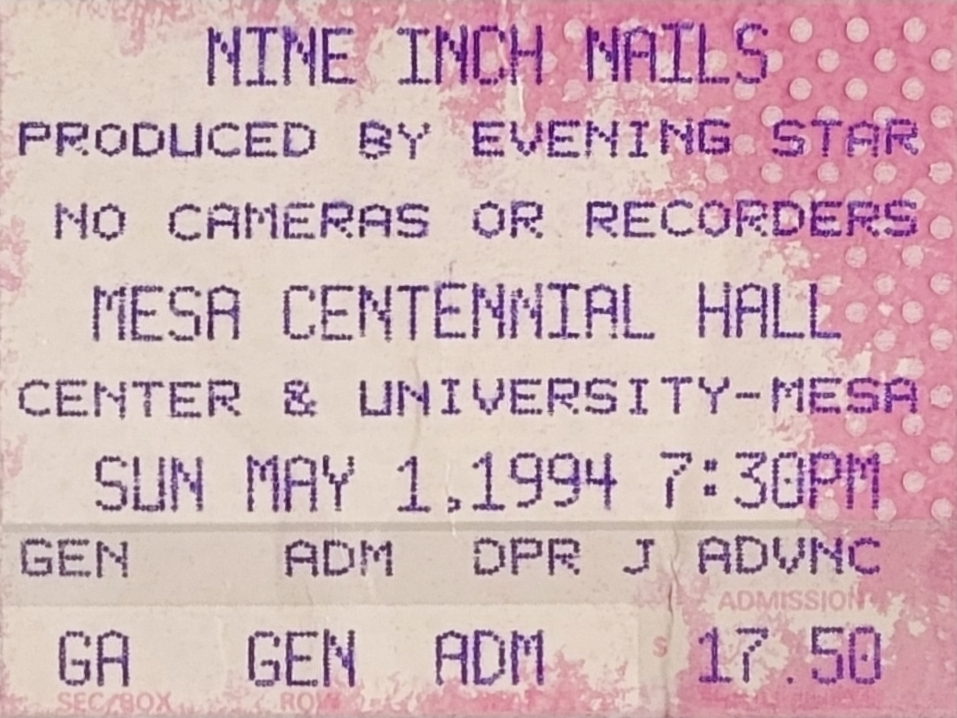 NINE INCH NAILS
PRODUCED BY EVENING STAR
NO CAMERAS OR RECORDERS
MESA CENTENNIAL HALL
CENTER & UNIVERSITY-MESA
SUN MAY 1,1994 7:30PM
GEN ADM DPR J ADVNC
ADMISSION
GA GEN ADM $ 17.50
SEC/BOX ROW